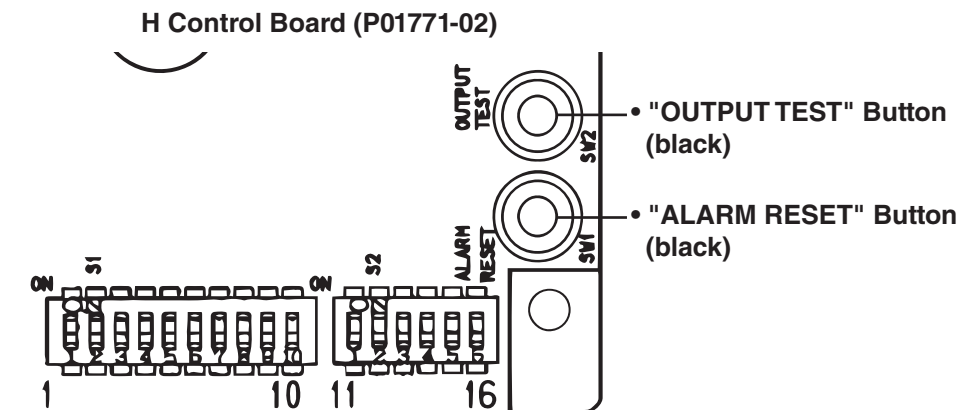 H Control Board (P01771-02)
OUTPUT
TEST
SW2
• "OUTPUT TEST" Button
(black)
ALARM
RESET
SW1
• "ALARM RESET" Button
(black)
ON
S1
ON
S2
1 2 3 4 5 6 7 8 9 10
1 2 3 4 5 6
1 10 11 16